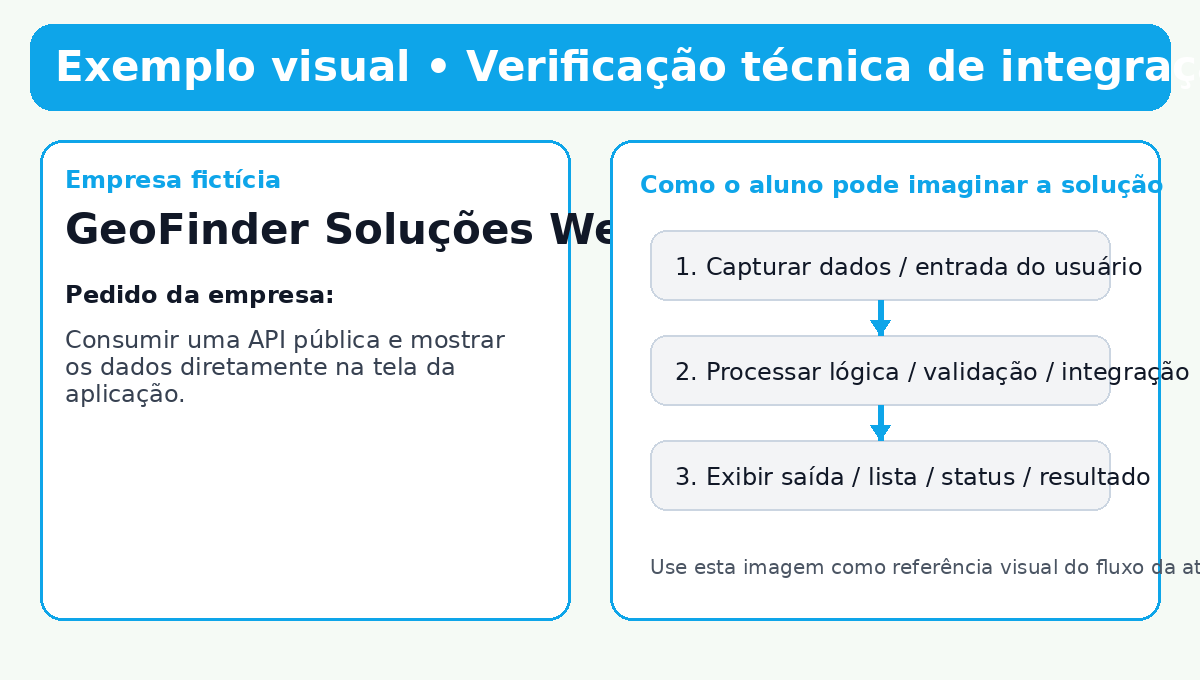 Exemplo visual • Verificação técnica de integraç
Empresa fictícia
GeoFinder Soluções We
Pedido da empresa:
Consumir uma API pública e mostrar
os dados diretamente na tela da
aplicação.
Como o aluno pode imaginar a solução
1. Capturar dados / entrada do usuário
2. Processar lógica / validação / integração
3. Exibir saída / lista / status / resultado
Use esta imagem como referência visual do fluxo da at